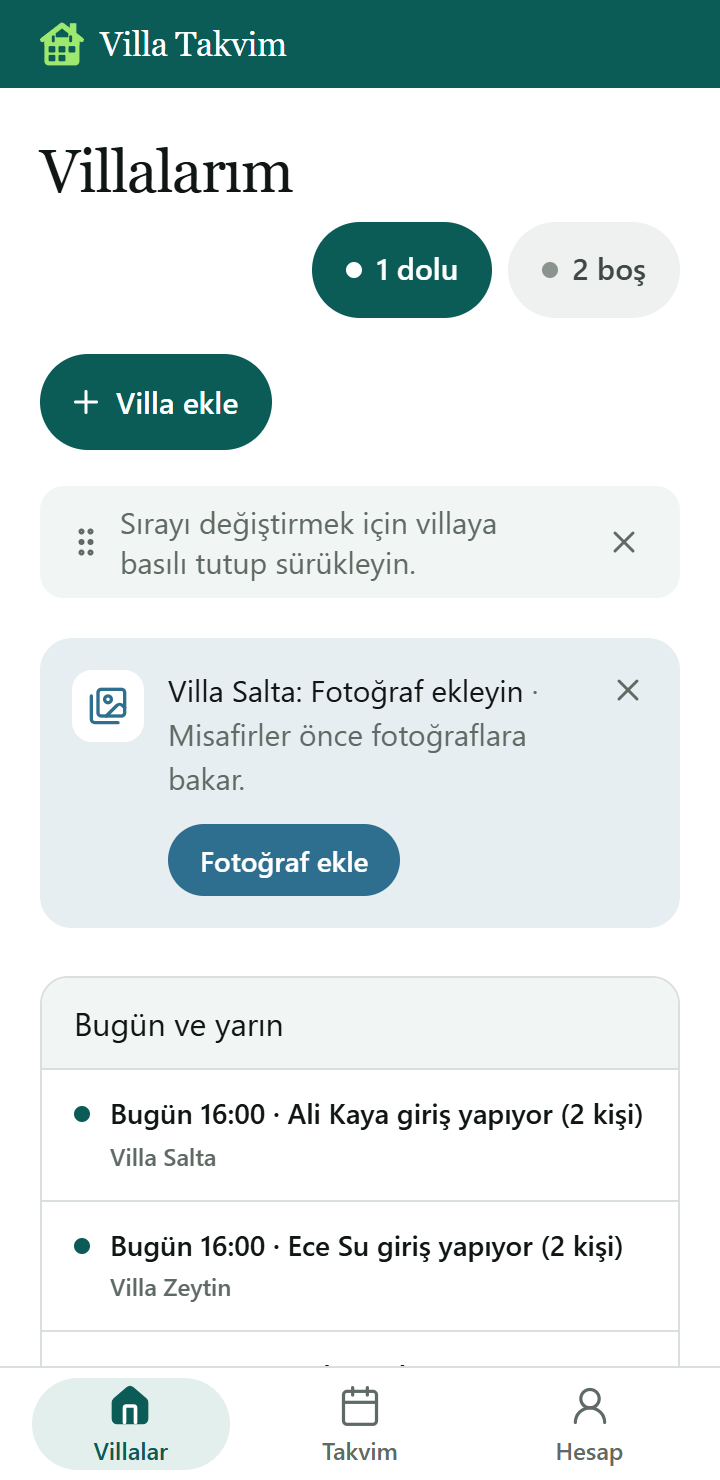 Villa Takvim
Villalarım
1 dolu
2 boş
Villa ekle
Sırayı değiştirmek için villaya
basılı tutup sürükleyin.
Villa Salta: Fotoğraf ekleyin ·
Misafirler önce fotoğraflara
bakar.
Fotoğraf ekle
Bugün ve yarın
Bugün 16:00 · Ali Kaya giriş yapıyor (2 kişi)
Villa Salta
Bugün 16:00 · Ece Su giriş yapıyor (2 kişi)
Villa Zeytin
Villalar
Takvim
Hesap